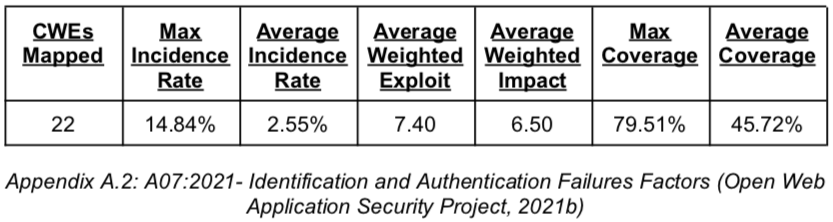 CWEs Mapped
Max Incidence Rate
Average Incidence Rate
Average Weighted Exploit
Average Weighted Impact
Max Coverage
Average Coverage
22 14.84% 2.55% 7.40 6.50 79.51% 45.72%
Appendix A.2: A07:2021- Identification and Authentication Failures Factors (Open Web
Application Security Project, 2021b)